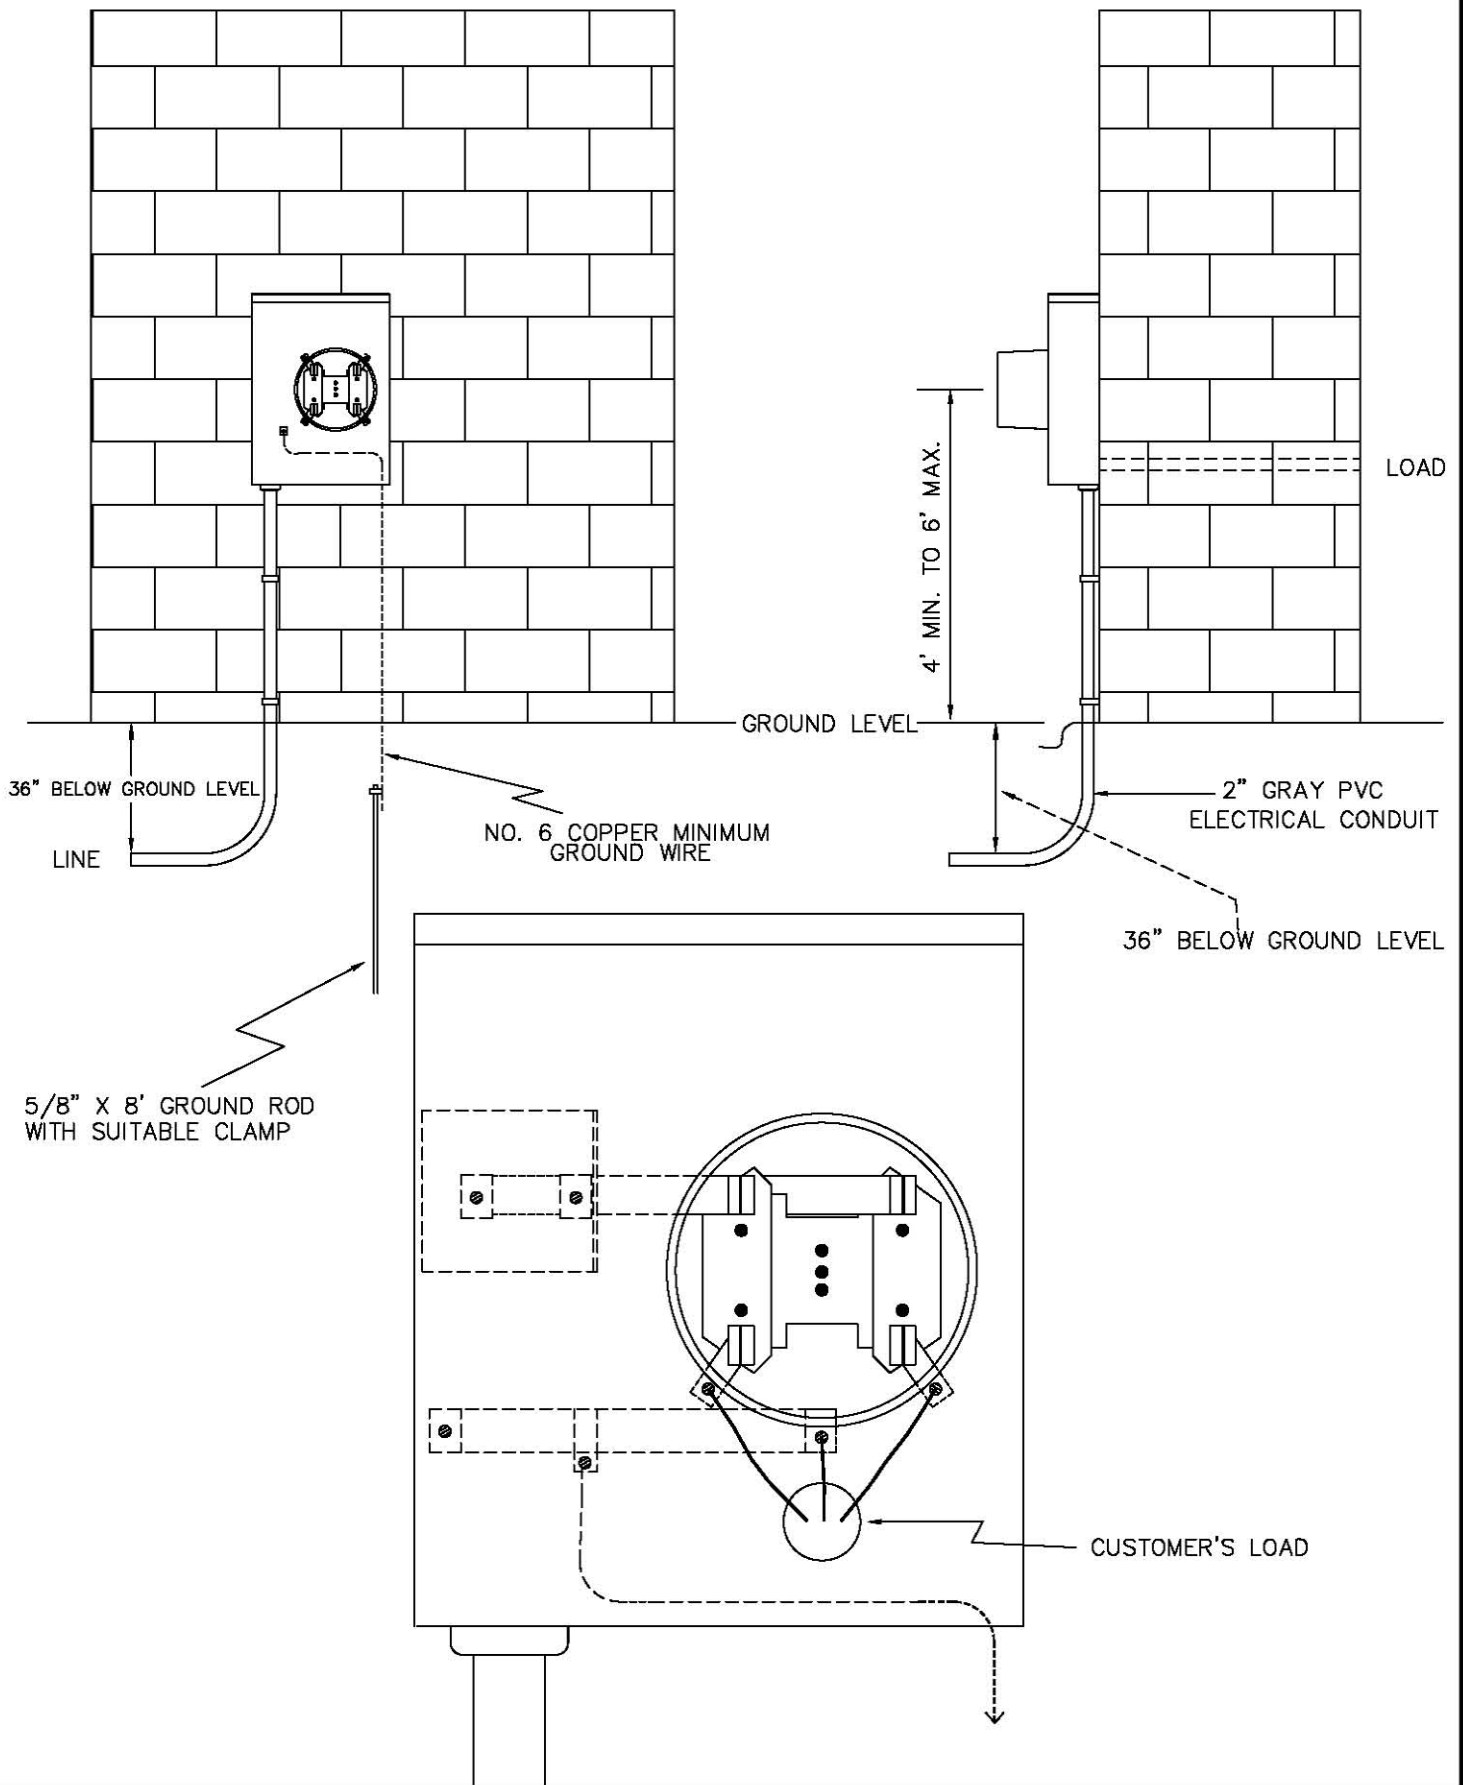 LOAD
4' MIN. TO 6' MAX.
GROUND LEVEL
36" BELOW GROUND LEVEL
2" GRAY PVC
ELECTRICAL CONDUIT
NO. 6 COPPER MINIMUM
GROUND WIRE
LINE
36" BELOW GROUND LEVEL
5/8" X 8' GROUND ROD
WITH SUITABLE CLAMP
CUSTOMER'S LOAD